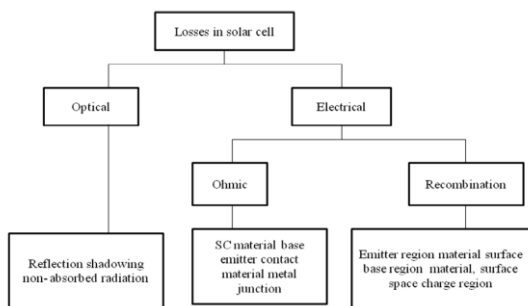 Losses in solar cell
Optical
Electrical
Ohmic
Recombination
Reflection shadowing
non-absorbed radiation
SC material base
emitter contact
material metal
junction
Emitter region material surface
base region material, surface
space charge region